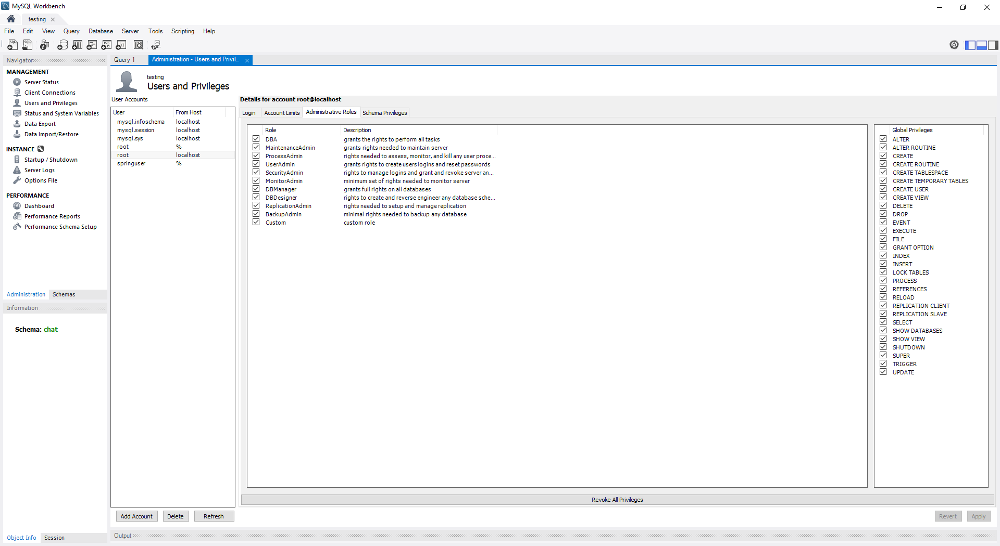 MySQL Workbench
testing
File Edit View Query Database Server Tools Scripting Help
Navigator
MANAGEMENT
Server Status
Client Connections
Users and Privileges
Status and System Variables
Data Export
Data Import/Restore
INSTANCE
Startup / Shutdown
Server Logs
Options File
PERFORMANCE
Dashboard
Performance Reports
Performance Schema Setup
Administration Schemas
Information
Schema: chat
Object Info Session
Query 1 Administration - Users and Privil...
testing
Users and Privileges
User Accounts
User From Host
mysql.infoschema localhost
mysql.session localhost
mysql.sys localhost
root %
root localhost
springuser %
Add Account Delete Refresh
Details for account root@localhost
Login Account Limits Administrative Roles Schema Privileges
Role Description
DBA grants the rights to perform all tasks
MaintenanceAdmin grants rights needed to maintain server
ProcessAdmin rights needed to assess, monitor, and kill any user proce...
UserAdmin grants rights to create users logins and reset passwords
SecurityAdmin rights to manage logins and grant and revoke server an...
MonitorAdmin minimum set of rights needed to monitor server
DBManager grants full rights on all databases
DBDesigner rights to create and reverse engineer any database sche...
ReplicationAdmin rights needed to setup and manage replication
BackupAdmin minimal rights needed to backup any database
Custom custom role
Global Privileges
ALTER
ALTER ROUTINE
CREATE
CREATE ROUTINE
CREATE TABLESPACE
CREATE TEMPORARY TABLES
CREATE USER
CREATE VIEW
DELETE
DROP
EVENT
EXECUTE
FILE
GRANT OPTION
INDEX
INSERT
LOCK TABLES
PROCESS
REFERENCES
RELOAD
REPLICATION CLIENT
REPLICATION SLAVE
SELECT
SHOW DATABASES
SHOW VIEW
SHUTDOWN
SUPER
TRIGGER
UPDATE
Revoke All Privileges
Revert Apply
Output